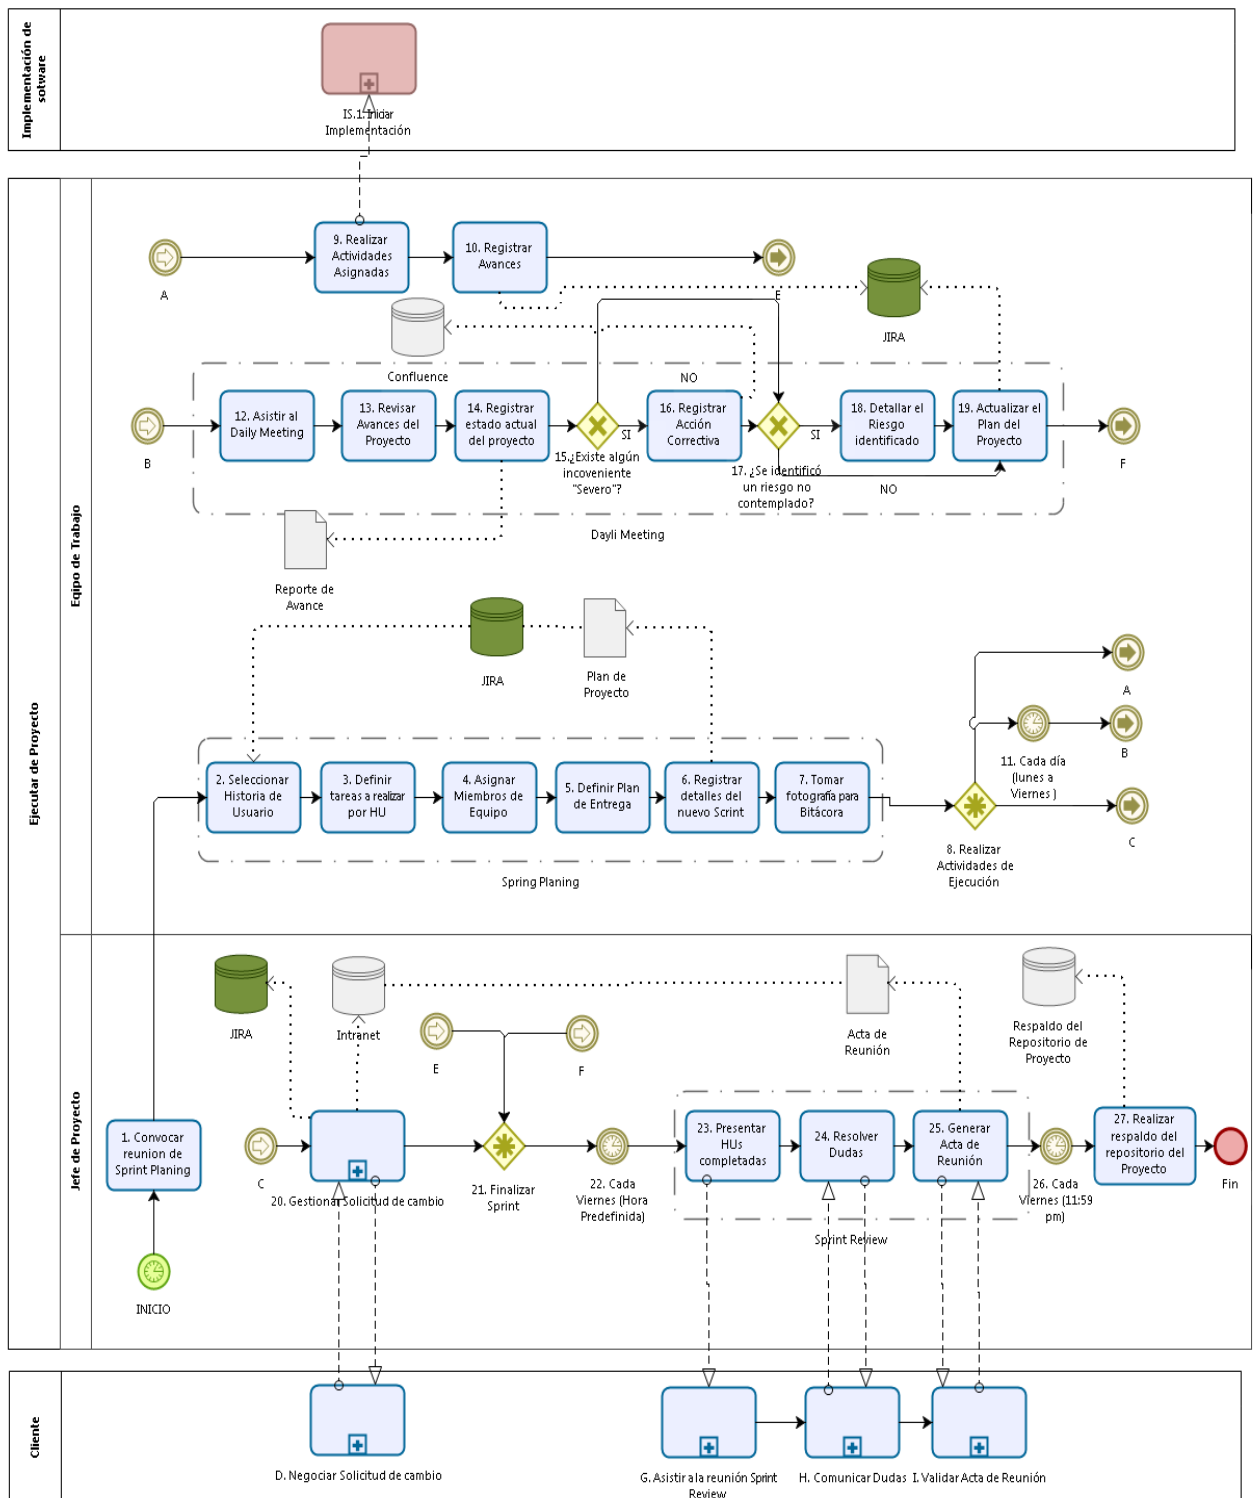 Implementación de
sotware
IS.1. Iniciar
Implementación
Ejecutar de Proyecto
Eqipo de Trabajo
A
9. Realizar
Actividades
Asignadas
10. Registrar
Avances
E
JIRA
Confluence
B
12. Asistir al
Daily Meeting
13. Revisar
Avances del
Proyecto
14. Registrar
estado actual
del proyecto
15.¿Existe algún
incoveniente
"Severo"?
SI
NO
16. Registrar
Acción
Correctiva
17. ¿Se identificó
un riesgo no
contemplado?
SI
NO
18. Detallar el
Riesgo
identificado
19. Actualizar el
Plan del
Proyecto
F
Dayli Meeting
Reporte de
Avance
JIRA
Plan de
Proyecto
2. Seleccionar
Historia de
Usuario
3. Definir
tareas a realizar
por HU
4. Asignar
Miembros de
Equipo
5. Definir Plan
de Entrega
6. Registrar
detalles del
nuevo Scrint
7. Tomar
fotografía para
Bitácora
Spring Planing
8. Realizar
Actividades de
Ejecución
A
11. Cada día
(lunes a
Viernes )
B
C
Jefe de Proyecto
JIRA
Intranet
E
F
Acta de
Reunión
Respaldo del
Repositorio de
Proyecto
1. Convocar
reunion de
Sprint Planing
INICIO
C
20. Gestionar Solicitud de cambio
21. Finalizar
Sprint
22. Cada
Viernes (Hora
Predefinida)
23. Presentar
HUs
completadas
24. Resolver
Dudas
25. Generar
Acta de
Reunión
Sprint Review
26. Cada
Viernes (11:59
pm)
27. Realizar
respaldo del
repositorio del
Proyecto
Fin
Cliente
D. Negociar Solicitud de cambio
G. Asistir a la reunión Sprint
Review
H. Comunicar Dudas
I. Validar Acta de Reunión